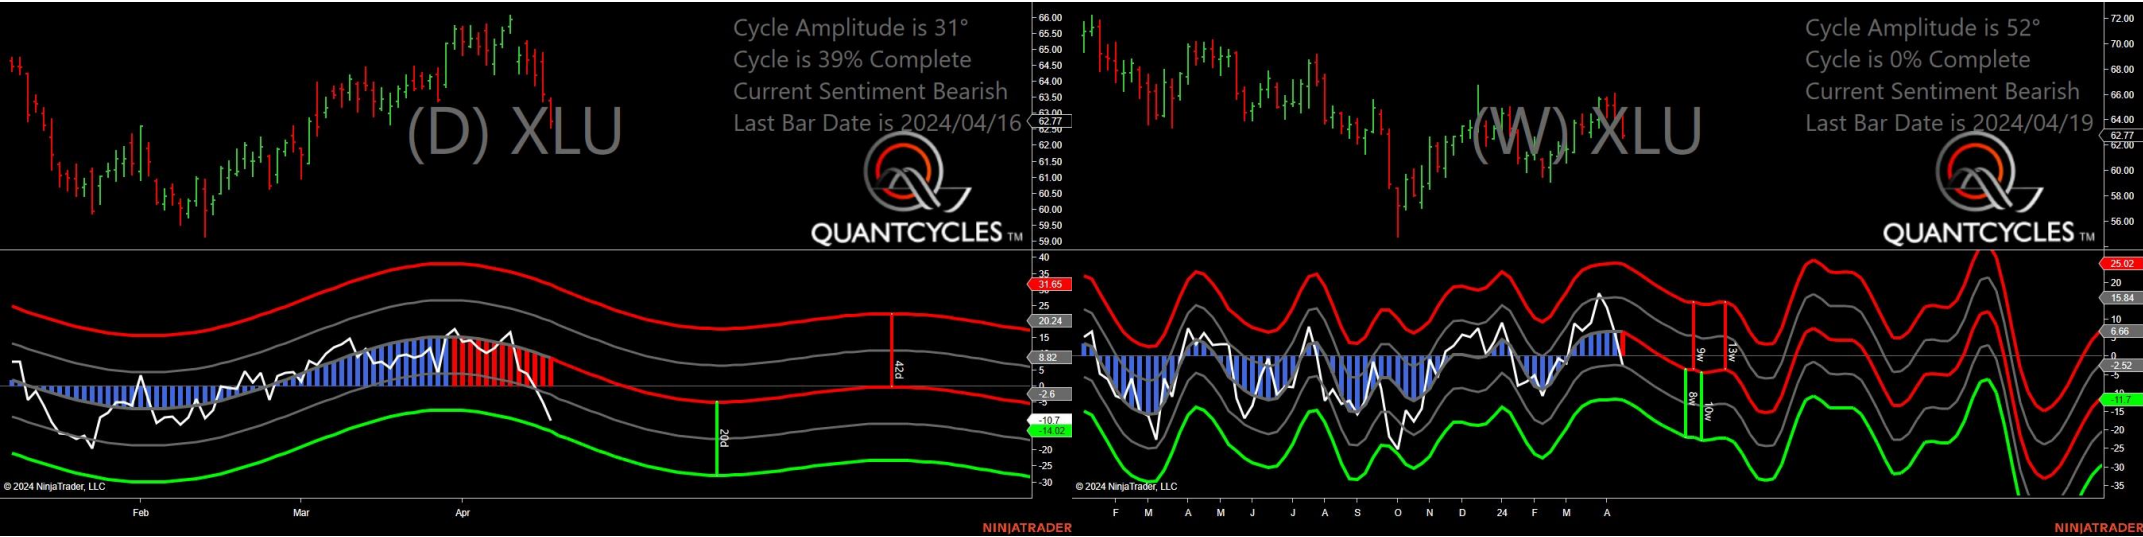 Cycle Amplitude is 31°
Cycle is 39% Complete
Current Sentiment Bearish
Last Bar Date is 2024/04/16
(D) XLU
QUANTCYCLES TM
66.00
65.50
65.00
64.50
64.00
63.50
63.00
62.77
62.50
62.00
61.50
61.00
60.50
60.00
59.50
59.00
40
35
31.65
25
20.24
15
8.82
5
0
-2.6
-5
-10.7
-14.02
-20
-25
-30
42d
20d
© 2024 NinjaTrader, LLC
Feb Mar Apr
NINJATRADER
Cycle Amplitude is 52°
Cycle is 0% Complete
Current Sentiment Bearish
Last Bar Date is 2024/04/19
(W) XLU
QUANTCYCLES TM
72.00
70.00
68.00
66.00
64.00
62.77
62.00
60.00
58.00
56.00
25.02
20
15.84
10
6.66
0
-2.52
-5
-11.7
-15
-20
-25
-30
-35
9w
13w
8w
10w
© 2024 NinjaTrader, LLC
F M A M J J A S O N D 24 F M A
NINJATRADER